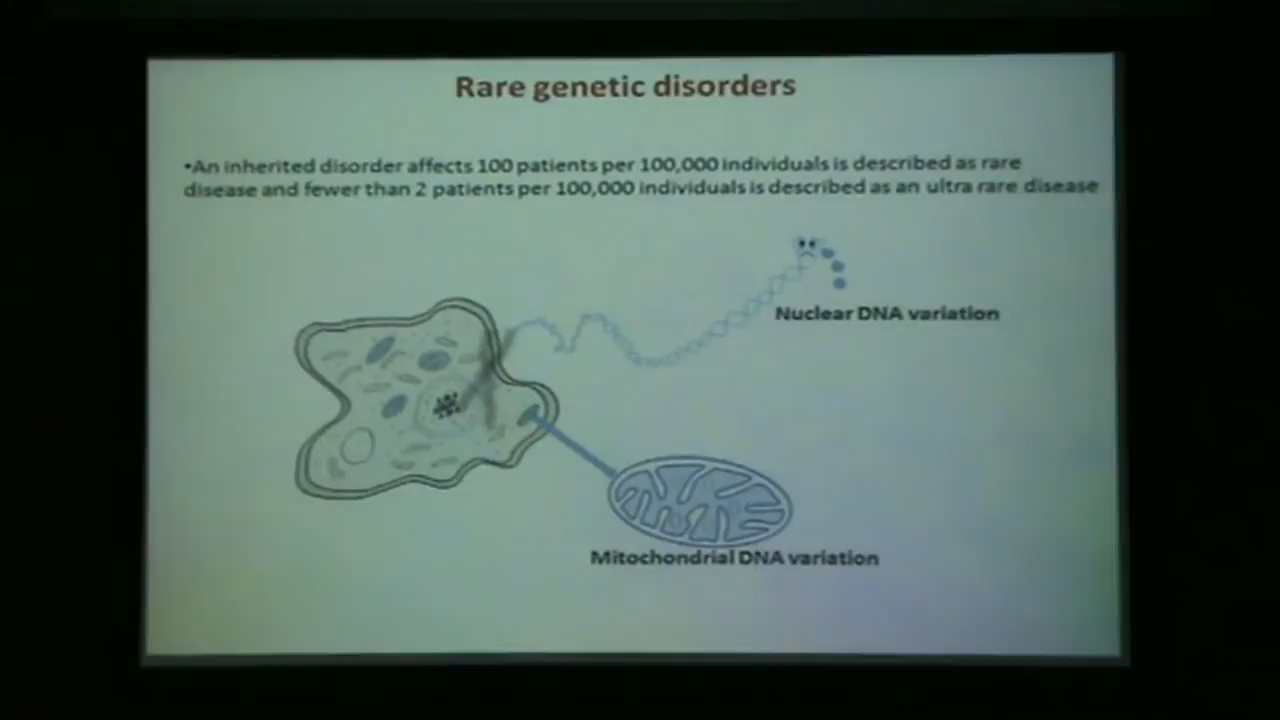 Rare genetic disorders
•An inherited disorder affects 100 patients per 100,000 individuals is described as rare
disease and fewer than 2 patients per 100,000 individuals is described as an ultra rare disease
Nuclear DNA variation
Mitochondrial DNA variation